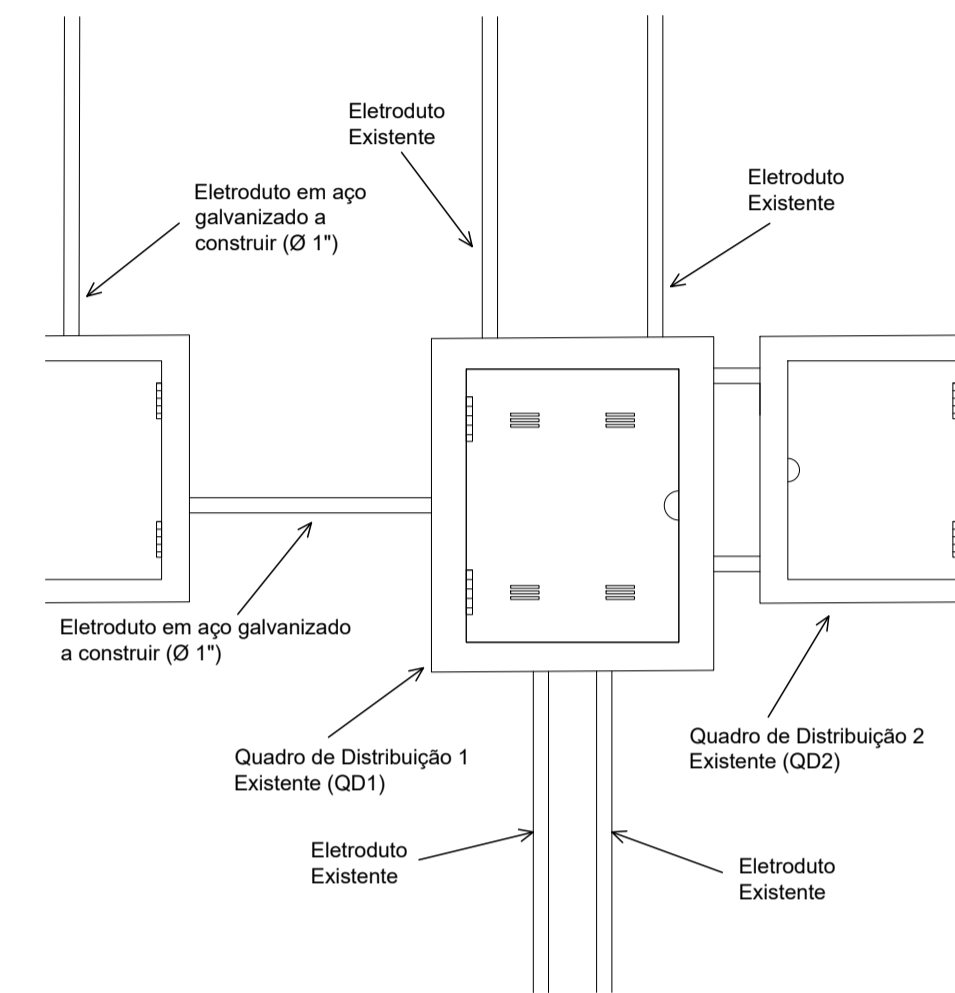 Eletroduto
Existente
Eletroduto
Existente
Eletroduto em aço
galvanizado a
construir (Ø 1")
Eletroduto em aço galvanizado
a construir (Ø 1")
Quadro de Distribuição 1
Existente (QD1)
Quadro de Distribuição 2
Existente (QD2)
Eletroduto
Existente
Eletroduto
Existente